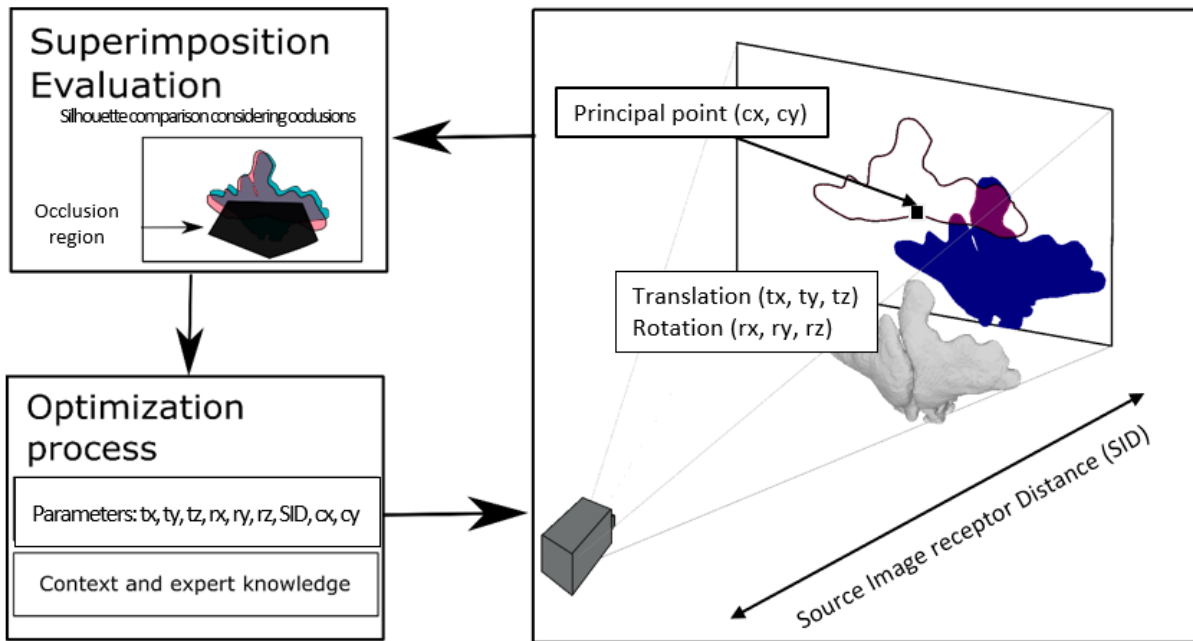 Superimposition
Evaluation
Silhouette comparison considering occlusions
Occlusion
region
Optimization
process
Parameters: tx, ty, tz, rx, ry, rz, SID, cx, cy
Context and expert knowledge
Principal point (cx, cy)
Translation (tx, ty, tz)
Rotation (rx, ry, rz)
Source Image receptor Distance (SID)